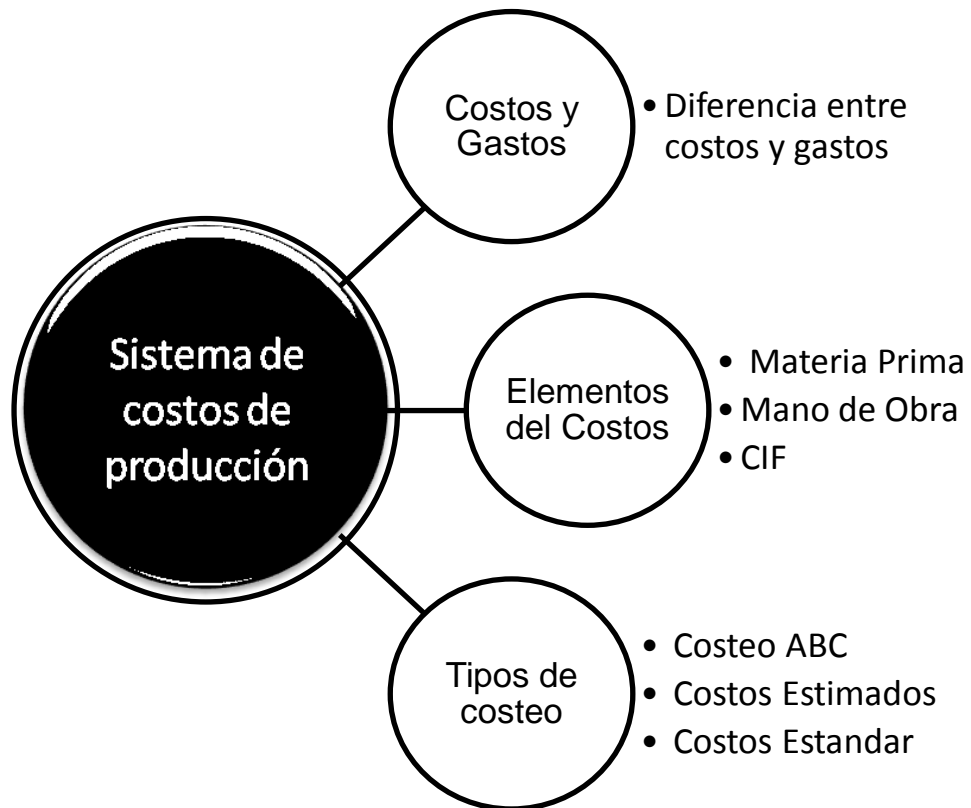 Costos y
Gastos
• Diferencia entre
costos y gastos
Sistema de
costos de
producción
Elementos
del Costos
• Materia Prima
• Mano de Obra
• CIF
Tipos de
costeo
• Costeo ABC
• Costos Estimados
• Costos Estandar